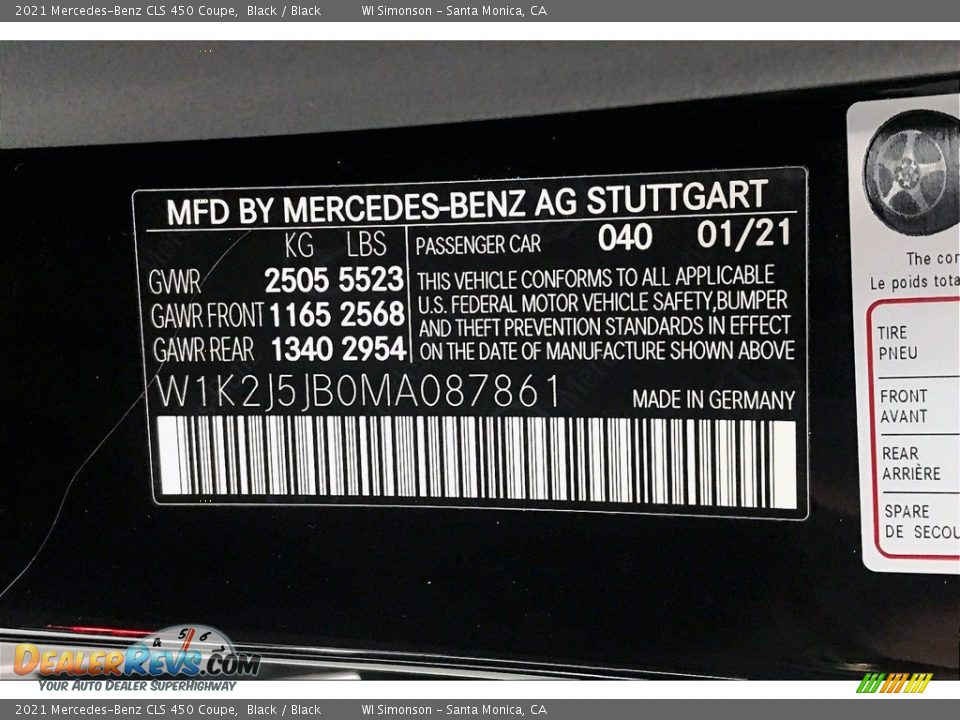 2021 Mercedes-Benz CLS 450 Coupe, Black / Black WI Simonson - Santa Monica, CA
MFD BY MERCEDES-BENZ AG STUTTGART
KG LBS
GVWR 2505 5523
GAWR FRONT 1165 2568
GAWR REAR 1340 2954
PASSENGER CAR 040 01/21
THIS VEHICLE CONFORMS TO ALL APPLICABLE
U.S. FEDERAL MOTOR VEHICLE SAFETY,BUMPER
AND THEFT PREVENTION STANDARDS IN EFFECT
ON THE DATE OF MANUFACTURE SHOWN ABOVE
W1K2J5JB0MA087861
MADE IN GERMANY
The cor
Le poids tota
TIRE
PNEU
FRONT
AVANT
REAR
ARRIÈRE
SPARE
DE SECOU
4 5 6 7
DealerRevs.com
Your Auto Dealer SuperHighway
2021 Mercedes-Benz CLS 450 Coupe, Black / Black WI Simonson - Santa Monica, CA